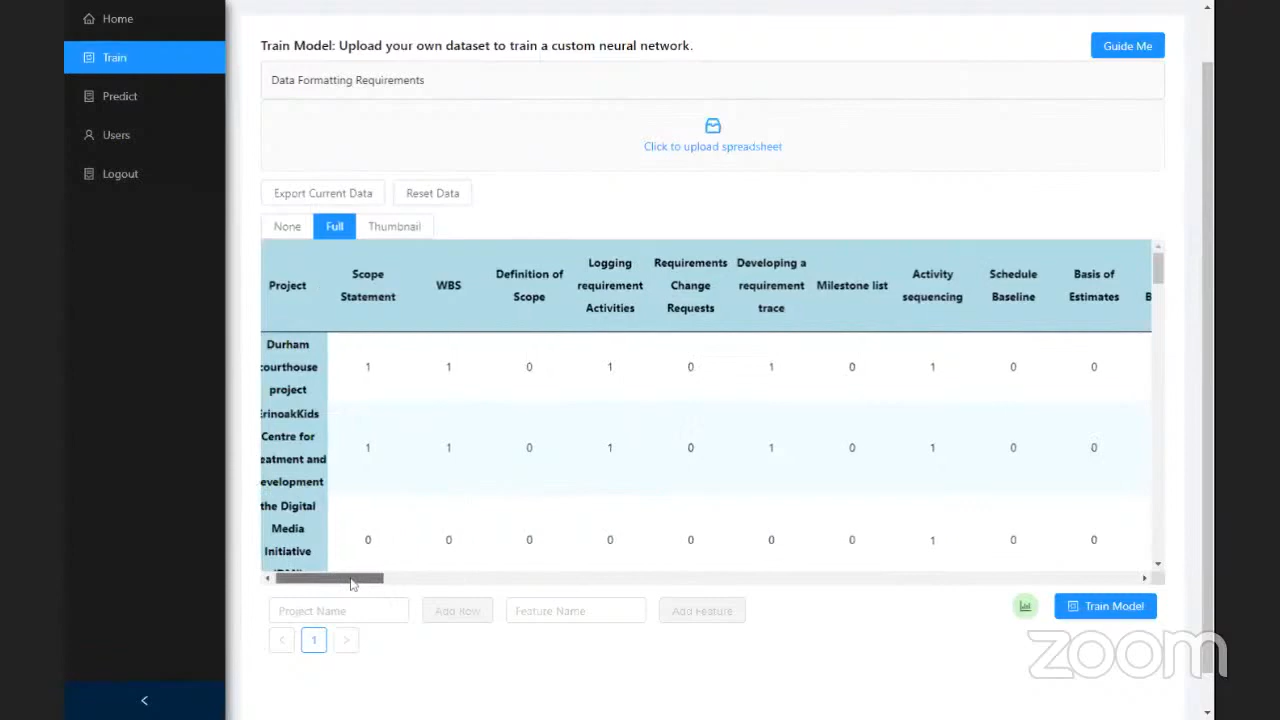 Home
Train
Predict
Users
Logout
Train Model: Upload your own dataset to train a custom neural network.
Guide Me
Data Formatting Requirements
Click to upload spreadsheet
Export Current Data
Reset Data
None
Full
Thumbnail
Project
Scope
Statement
WBS
Definition of
Scope
Logging
requirement
Activities
Requirements
Change
Requests
Developing a
requirement
trace
Milestone list
Activity
sequencing
Schedule
Baseline
Basis of
Estimates
B
Durham
courthouse
project
1 1 0 1 0 1 0 1 0 0
ErinoakKids
Centre for
eatment and
evelopment
1 1 0 1 0 1 0 1 0 0
the Digital
Media
Initiative
0 0 0 0 0 0 0 1 0 0
Project Name
Add Row
Feature Name
Add Feature
Train Model
< 1 >
zoom
<